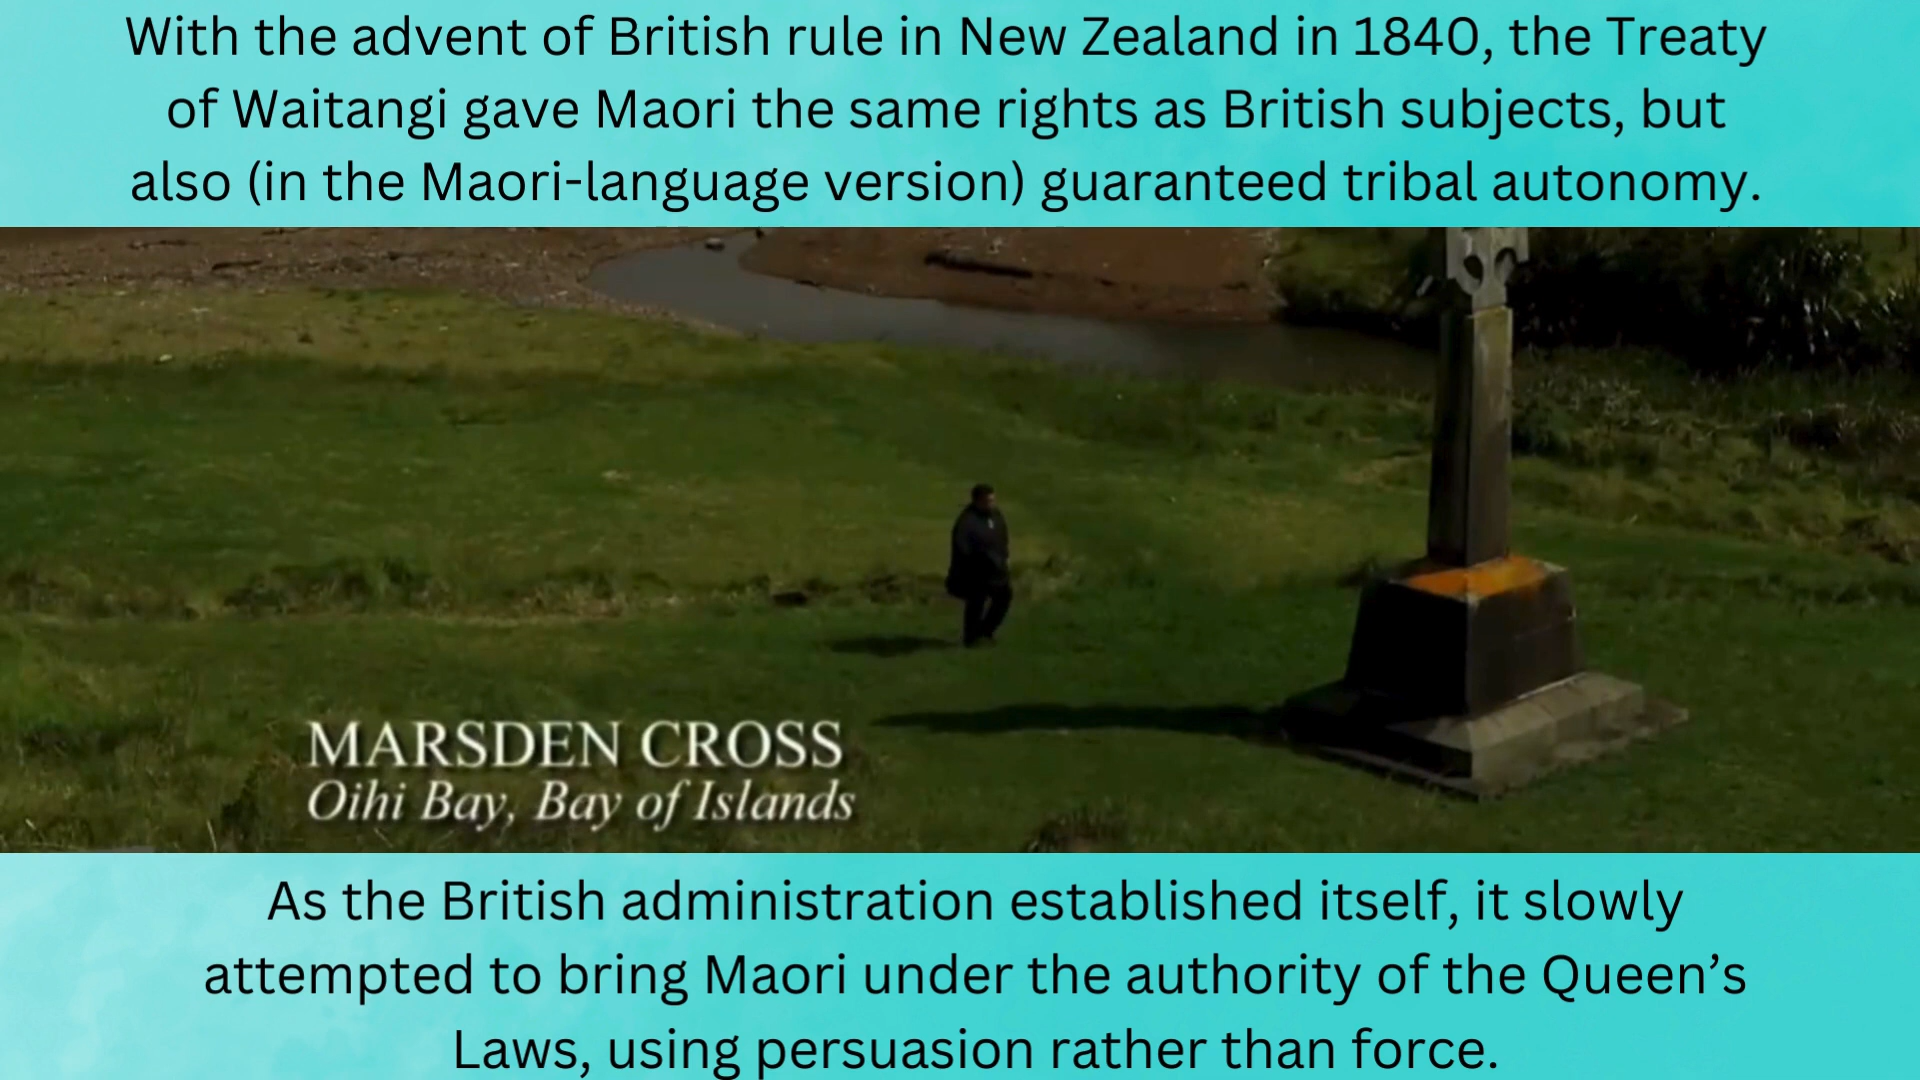 With the advent of British rule in New Zealand in 1840, the Treaty
of Waitangi gave Maori the same rights as British subjects, but
also (in the Maori-language version) guaranteed tribal autonomy.
MARSDEN CROSS
Oihi Bay, Bay of Islands
As the British administration established itself, it slowly
attempted to bring Maori under the authority of the Queen’s
Laws, using persuasion rather than force.